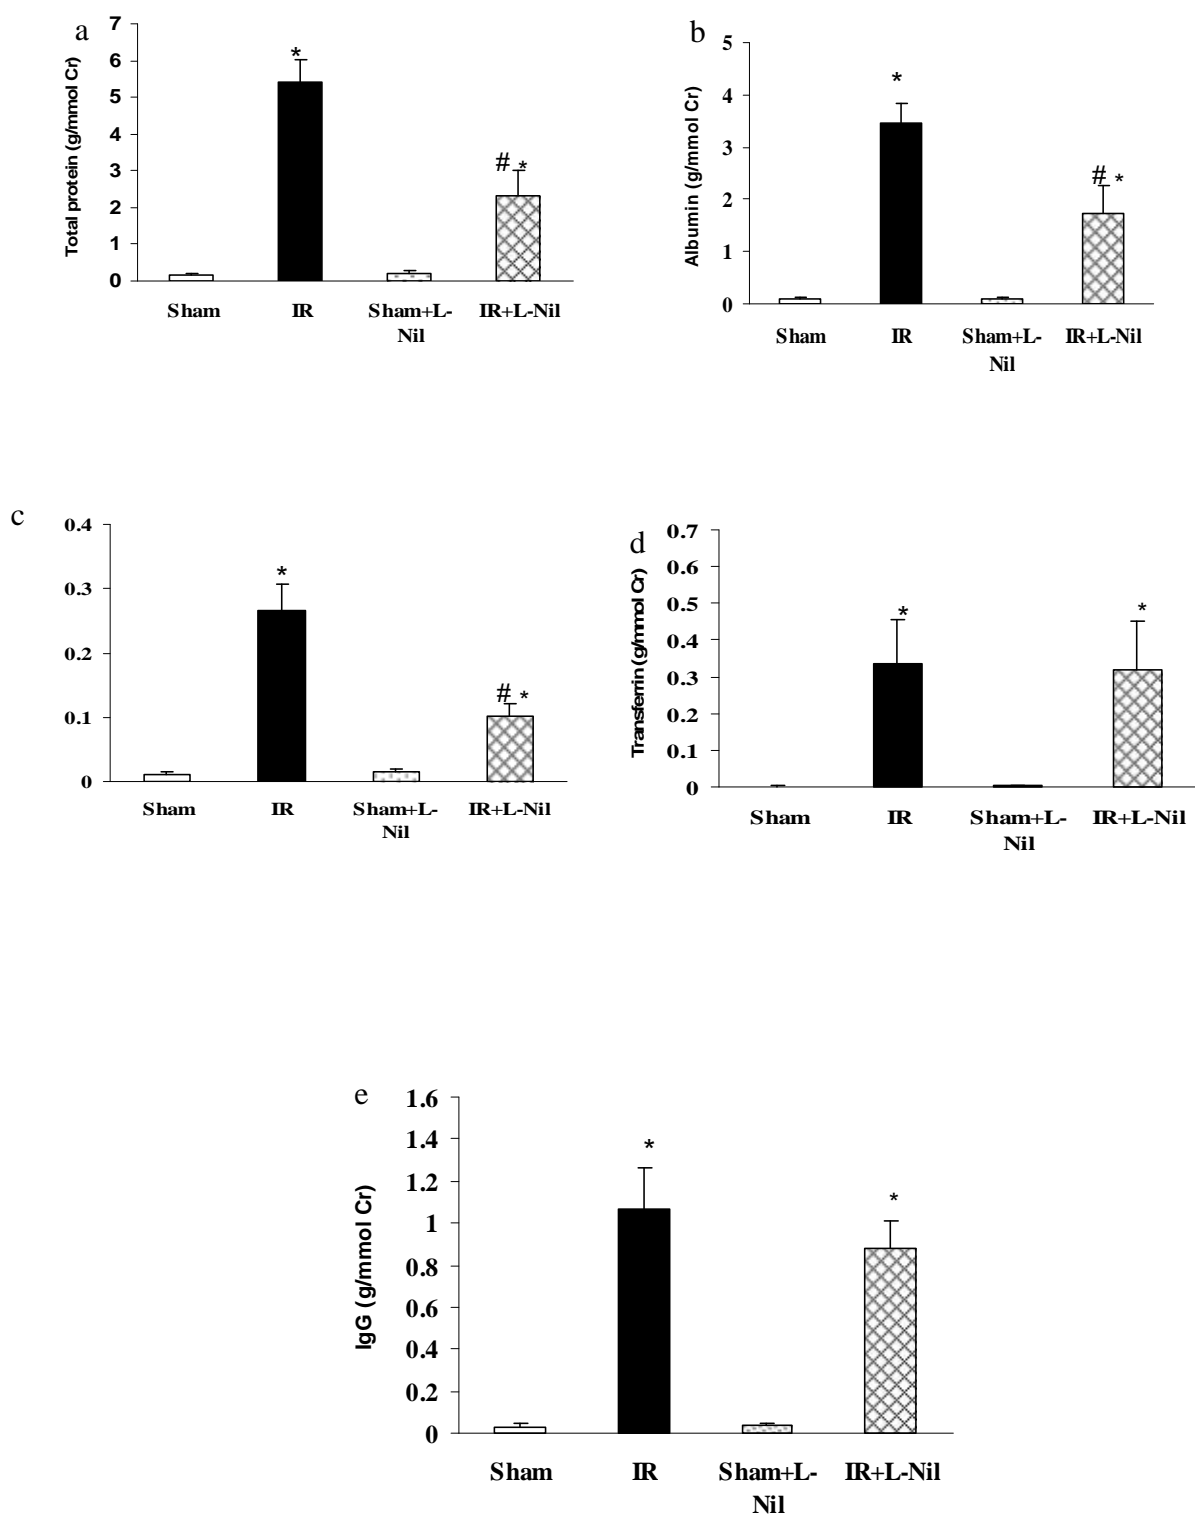 a
Total protein (g/mmol Cr)
7
6
5
4
3
2
1
0
*
# *
Sham IR Sham+L- IR+L-Nil
Nil
b
Albumin (g/mmol Cr)
5
4
3
2
1
0
*
# *
Sham IR Sham+L- IR+L-Nil
Nil
c
0.4
0.3
0.2
0.1
0
*
# *
Sham IR Sham+L- IR+L-Nil
Nil
d
Transferrin (g/mmol Cr)
0.7
0.6
0.5
0.4
0.3
0.2
0.1
0
*
*
Sham IR Sham+L- IR+L-Nil
Nil
e
IgG (g/mmol Cr)
1.6
1.4
1.2
1
0.8
0.6
0.4
0.2
0
*
*
Sham IR Sham+L- IR+L-Nil
Nil